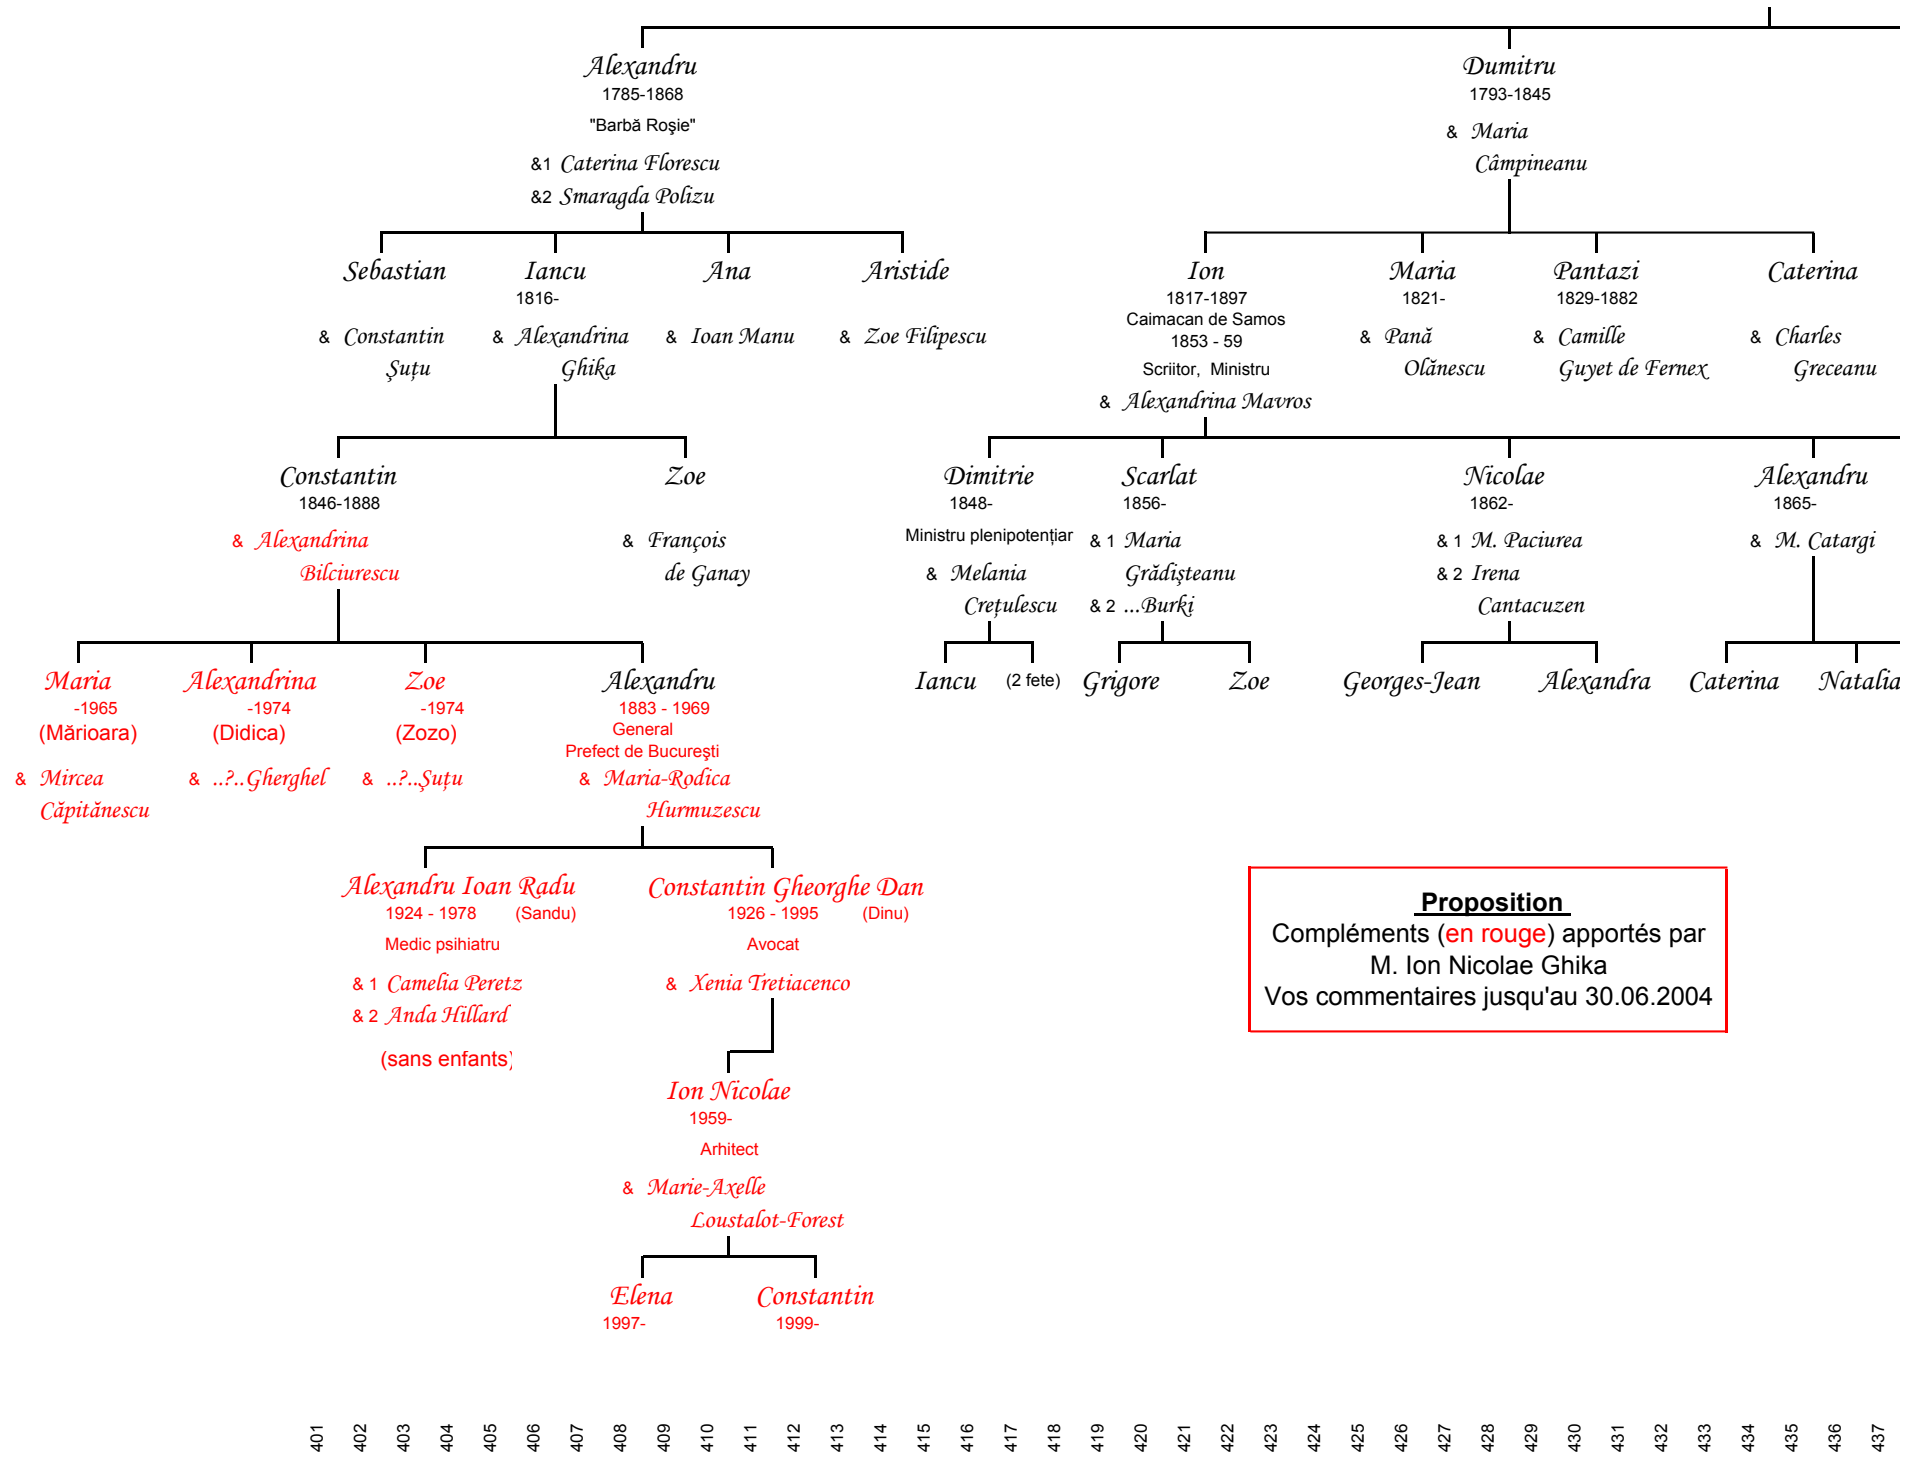 Alexandru
1785-1868
"Barbă Roşie"
&1 Caterina Florescu
&2 Smaragda Polizu
Dumitru
1793-1845
& Maria
Câmpineanu
Sebastian
& Constantin
Şuţu
Iancu
1816-
& Alexandrina
Ghika
Ana
& Ioan Manu
Aristide
& Zoe Filipescu
Ion
1817-1897
Caimacan de Samos
1853 - 59
Scriitor, Ministru
& Alexandrina Mavros
Maria
1821-
& Pană
Olănescu
Pantazi
1829-1882
& Camille
Guyet de Fernex
Caterina
& Charles
Greceanu
Constantin
1846-1888
& Alexandrina
Bilciurescu
Zoe
& François
de Ganay
Dimitrie
1848-
Ministru plenipotenţiar
& Melania
Creţulescu
Scarlat
1856-
& 1 Maria
Grădişteanu
& 2 ...Burki
Nicolae
1862-
& 1 M. Paciurea
& 2 Irena
Cantacuzen
Alexandru
1865-
& M. Catargi
Maria
-1965
(Mărioara)
& Mircea
Căpitănescu
Alexandrina
-1974
(Didica)
& ..?..Gherghel
Zoe
-1974
(Zozo)
& ..?..Şuţu
Alexandru
1883 - 1969
General
Prefect de Bucureşti
& Maria-Rodica
Hurmuzescu
Iancu
(2 fete)
Grigore
Zoe
Georges-Jean
Alexandra
Caterina
Natalia
Alexandru Ioan Radu
1924 - 1978 (Sandu)
Medic psihiatru
& 1 Camelia Peretz
& 2 Anda Hillard
(sans enfants)
Constantin Gheorghe Dan
1926 - 1995 (Dinu)
Avocat
& Xenia Tretiacenco
Proposition
Compléments (en rouge) apportés par
M. Ion Nicolae Ghika
Vos commentaires jusqu'au 30.06.2004
Ion Nicolae
1959-
Arhitect
& Marie-Axelle
Loustalot-Forest
Elena
1997-
Constantin
1999-
401 402 403 404 405 406 407 408 409 410 411 412 413 414 415 416 417 418 419 420 421 422 423 424 425 426 427 428 429 430 431 432 433 434 435 436 437